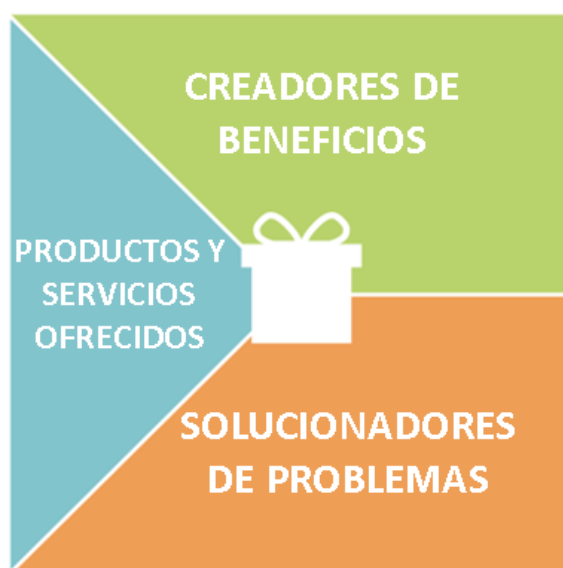 CREADORES DE
BENEFICIOS
PRODUCTOS Y
SERVICIOS
OFRECIDOS
SOLUCIONADORES
DE PROBLEMAS